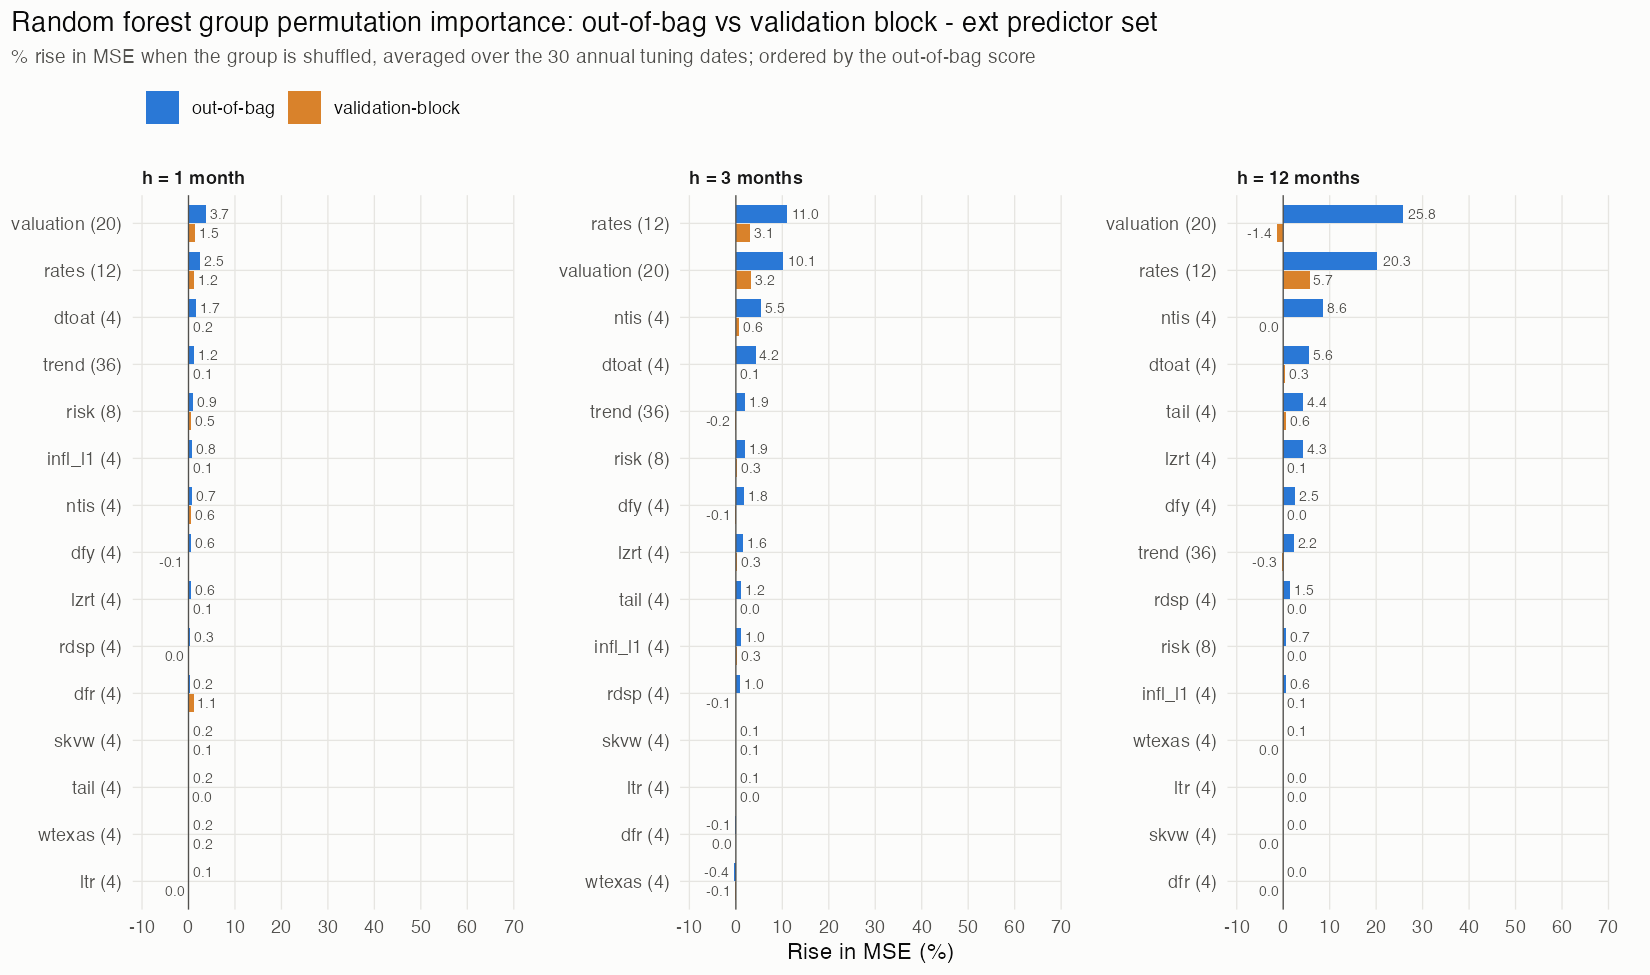 Random forest group permutation importance: out-of-bag vs validation block - ext predictor set
% rise in MSE when the group is shuffled, averaged over the 30 annual tuning dates; ordered by the out-of-bag score
out-of-bag validation-block
h = 1 month
valuation (20) 3.7
1.5
rates (12) 2.5
1.2
dtoat (4) 1.7
0.2
trend (36) 1.2
0.1
risk (8) 0.9
0.5
infl_l1 (4) 0.8
0.1
ntis (4) 0.7
0.6
dfy (4) 0.6
-0.1
lzrt (4) 0.6
0.1
rdsp (4) 0.3
0.0
dfr (4) 0.2
1.1
skvw (4) 0.2
0.1
tail (4) 0.2
0.0
wtexas (4) 0.2
0.2
ltr (4) 0.1
0.0
-10 0 10 20 30 40 50 60 70
h = 3 months
rates (12) 11.0
3.1
valuation (20) 10.1
3.2
ntis (4) 5.5
0.6
dtoat (4) 4.2
0.1
trend (36) 1.9
-0.2
risk (8) 1.9
0.3
dfy (4) 1.8
-0.1
lzrt (4) 1.6
0.3
tail (4) 1.2
0.0
infl_l1 (4) 1.0
0.3
rdsp (4) 1.0
-0.1
skvw (4) 0.1
0.1
ltr (4) 0.1
0.0
dfr (4) -0.1
0.0
wtexas (4) -0.4
-0.1
-10 0 10 20 30 40 50 60 70
h = 12 months
valuation (20) 25.8
-1.4
rates (12) 20.3
5.7
ntis (4) 8.6
0.0
dtoat (4) 5.6
0.3
tail (4) 4.4
0.6
lzrt (4) 4.3
0.1
dfy (4) 2.5
0.0
trend (36) 2.2
-0.3
rdsp (4) 1.5
0.0
risk (8) 0.7
0.0
infl_l1 (4) 0.6
0.1
wtexas (4) 0.1
0.0
ltr (4) 0.0
0.0
skvw (4) 0.0
0.0
dfr (4) 0.0
0.0
-10 0 10 20 30 40 50 60 70
Rise in MSE (%)